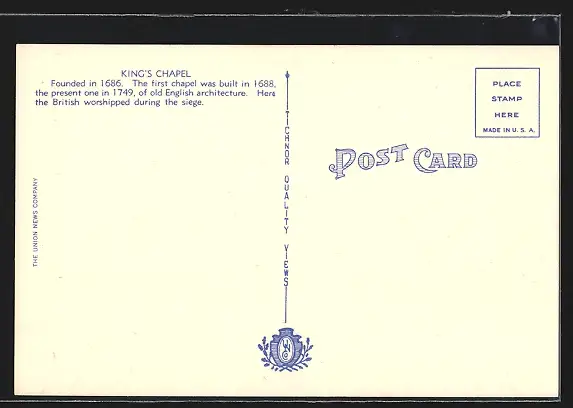 KING'S CHAPEL
Founded in 1686. The first chapel was built in 1688,
the present one in 1749, of old English architecture. Here
the British worshipped during the siege.
THE UNION NEWS COMPANY
TICHNOR QUALITY VIEWS
UNCO
POST CARD
PLACE
STAMP
HERE
MADE IN U. S. A.